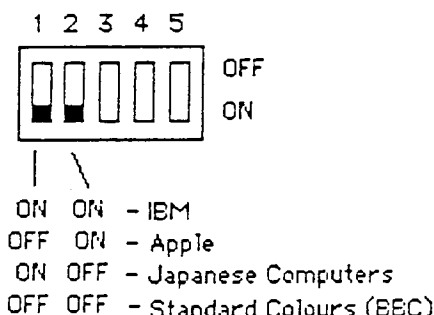 1 2 3 4 5
OFF
ON
ON ON - IBM
OFF ON - Apple
ON OFF - Japanese Computers
OFF OFF - Standard Colours (BBC)